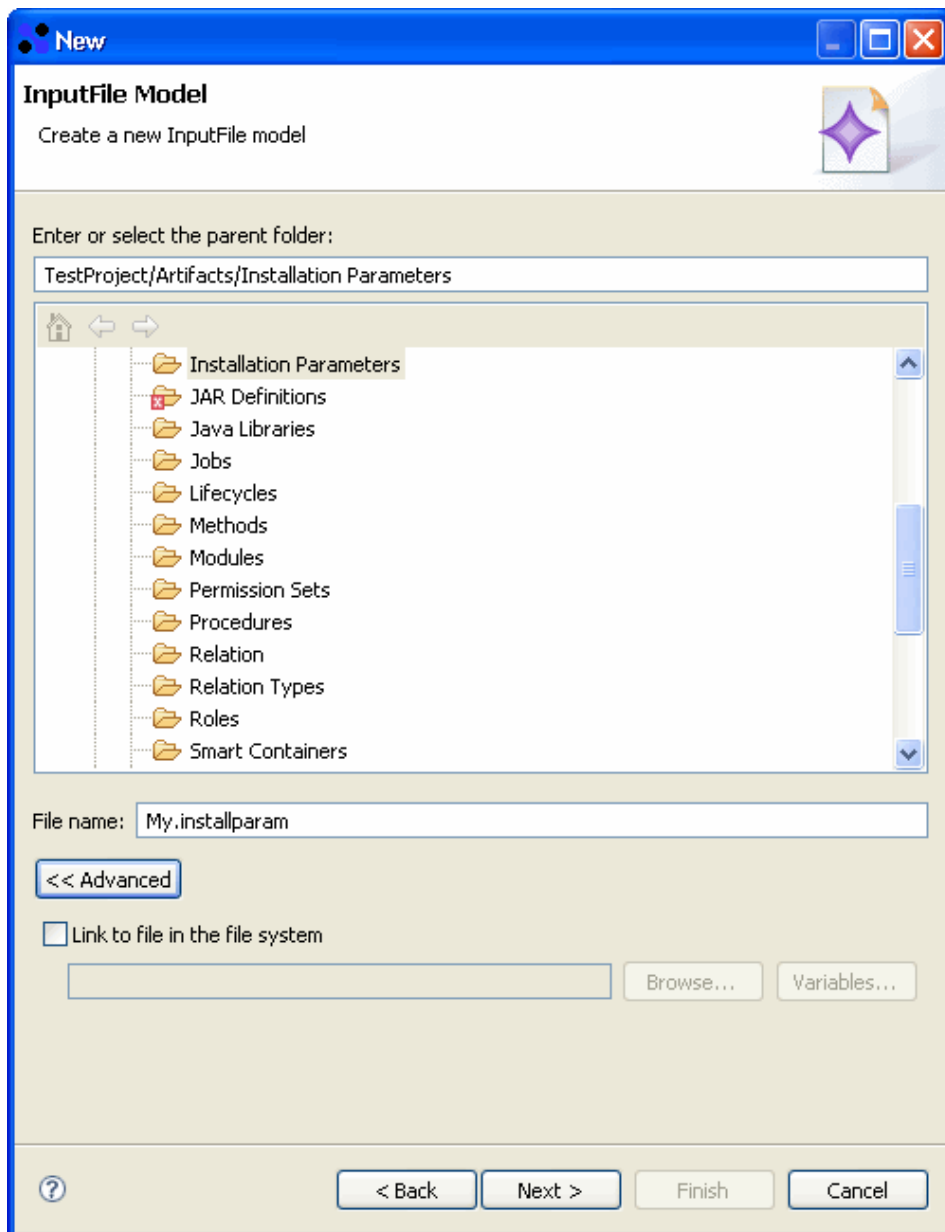 New
InputFile Model
Create a new InputFile model
Enter or select the parent folder:
TestProject/Artifacts/Installation Parameters
Installation Parameters
JAR Definitions
Java Libraries
Jobs
Lifecycles
Methods
Modules
Permission Sets
Procedures
Relation
Relation Types
Roles
Smart Containers
File name: My.installparam
<< Advanced
Link to file in the file system
Browse... Variables...
? < Back Next > Finish Cancel